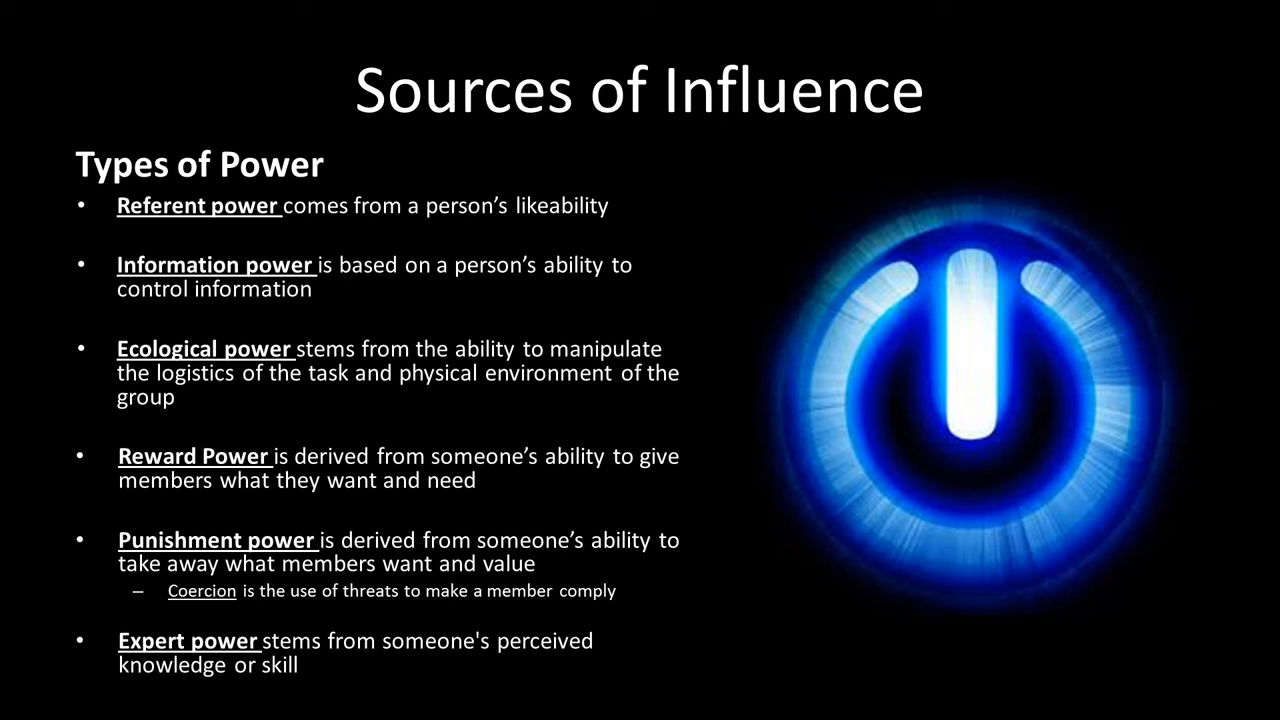 Sources of Influence
Types of Power
• Referent power comes from a person’s likeability
• Information power is based on a person’s ability to
control information
• Ecological power stems from the ability to manipulate
the logistics of the task and physical environment of the
group
• Reward Power is derived from someone’s ability to give
members what they want and need
• Punishment power is derived from someone’s ability to
take away what members want and value
– Coercion is the use of threats to make a member comply
• Expert power stems from someone's perceived
knowledge or skill